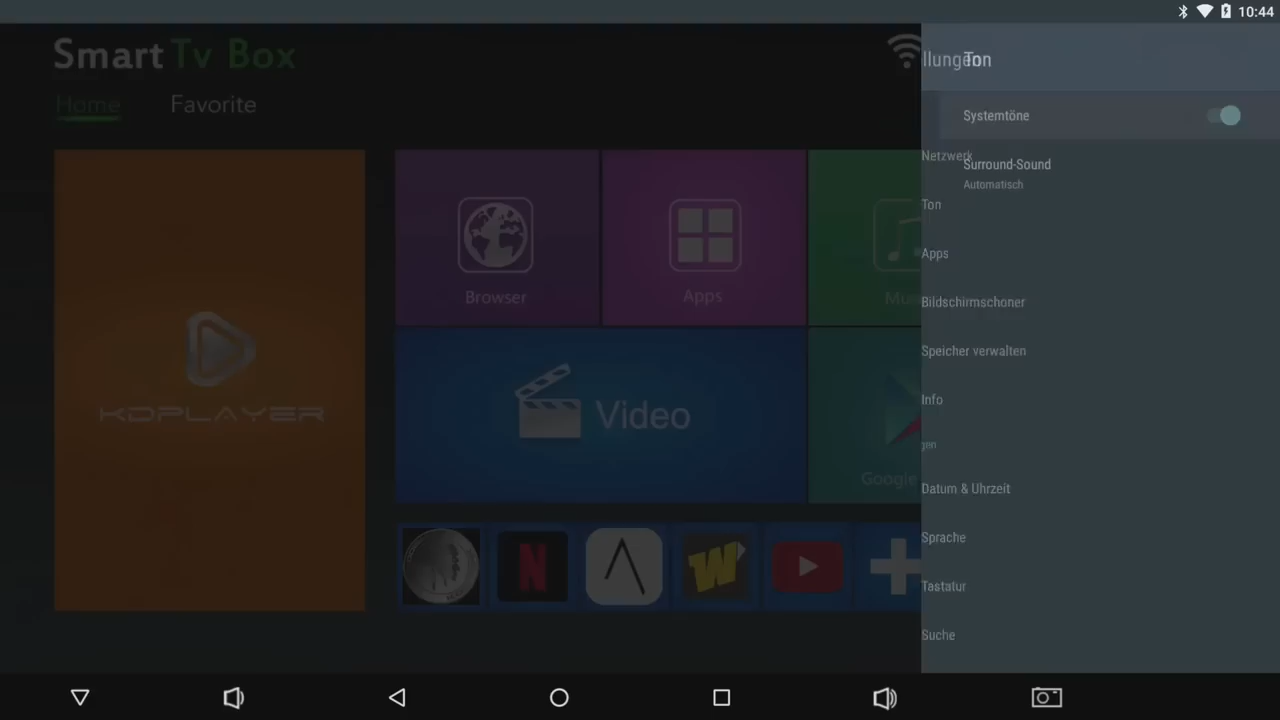 10:44
Smart Tv Box
Home
Favorite
KDPLAYER
Browser
Apps
Video
Google
N
W
llungen
Ton
Systemtöne
Netzwerk
Surround-Sound
Automatisch
Ton
Apps
Bildschirmschoner
Speicher verwalten
Info
gen
Datum & Uhrzeit
Sprache
Tastatur
Suche